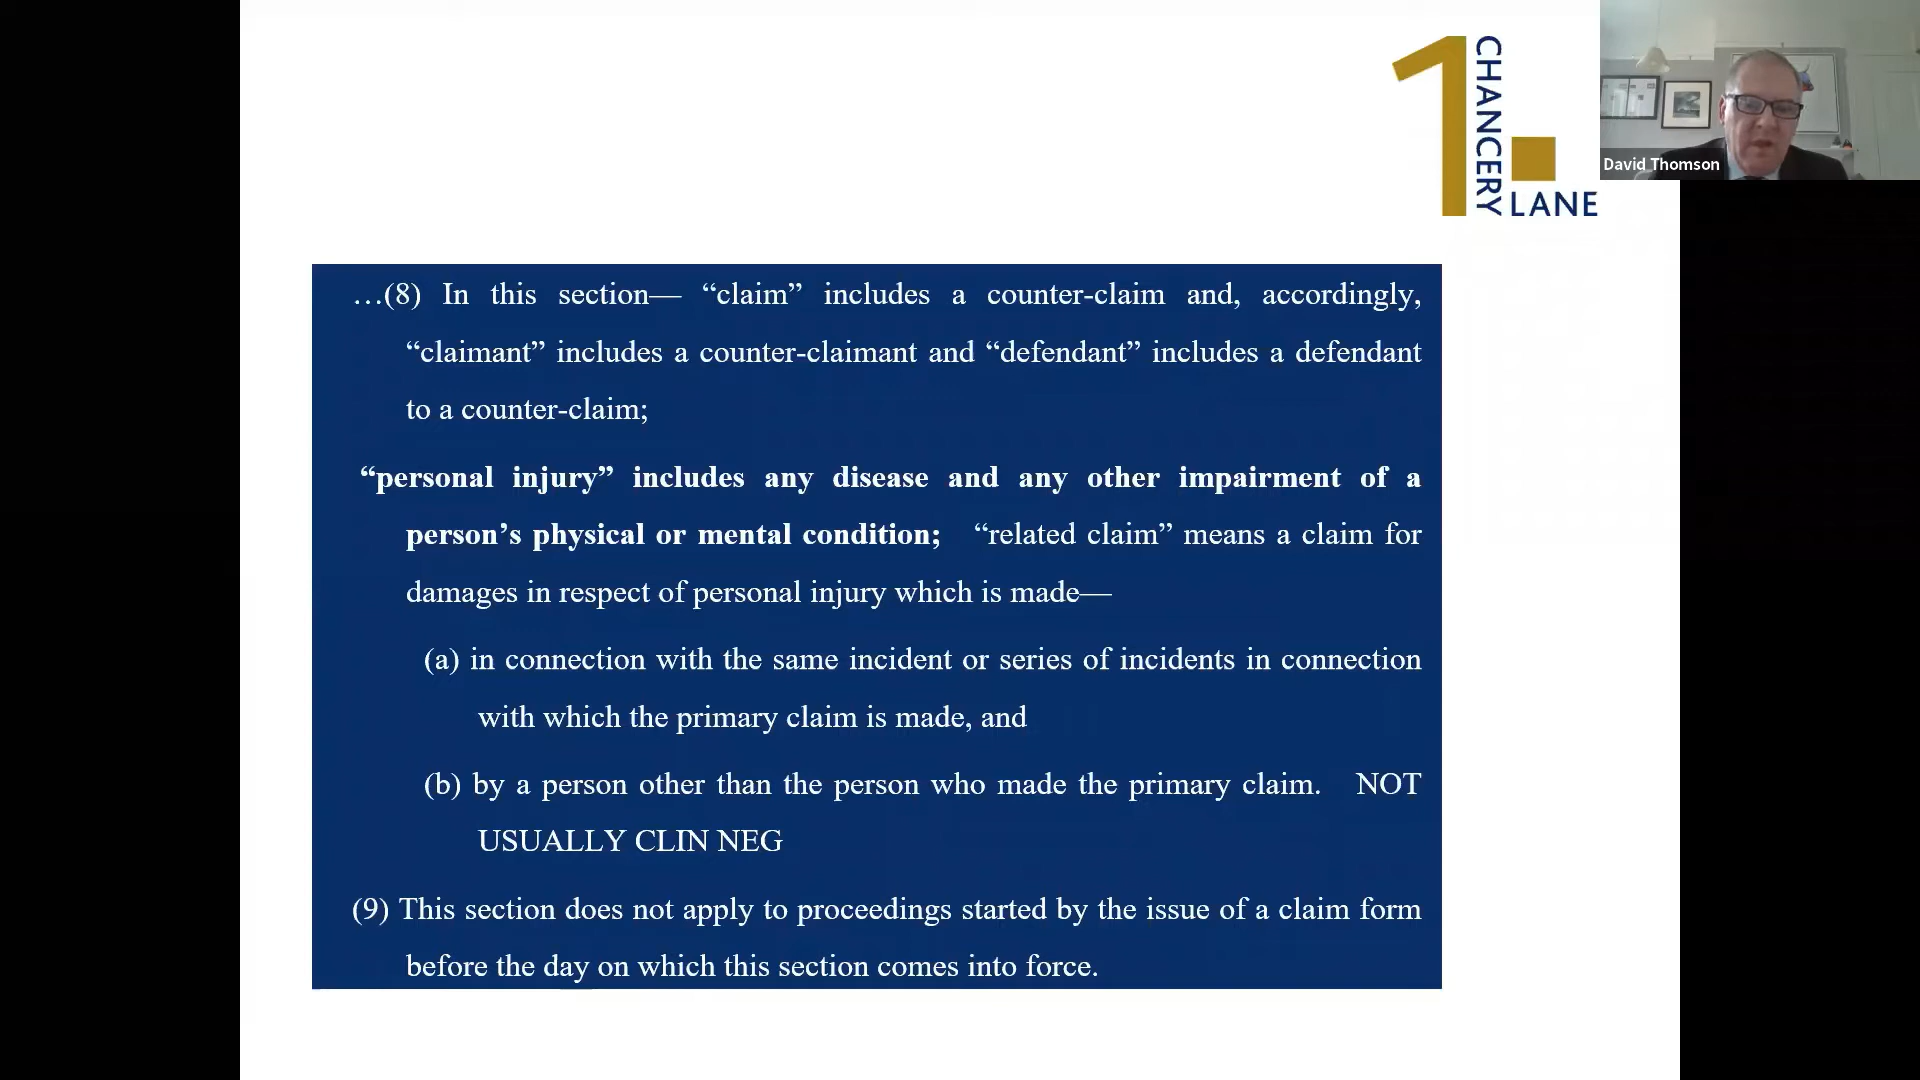 1 CHANCERY LANE
David Thomson
…(8) In this section— “claim” includes a counter-claim and, accordingly,
“claimant” includes a counter-claimant and “defendant” includes a defendant
to a counter-claim;
“personal injury” includes any disease and any other impairment of a
person’s physical or mental condition; “related claim” means a claim for
damages in respect of personal injury which is made—
(a) in connection with the same incident or series of incidents in connection
with which the primary claim is made, and
(b) by a person other than the person who made the primary claim. NOT
USUALLY CLIN NEG
(9) This section does not apply to proceedings started by the issue of a claim form
before the day on which this section comes into force.